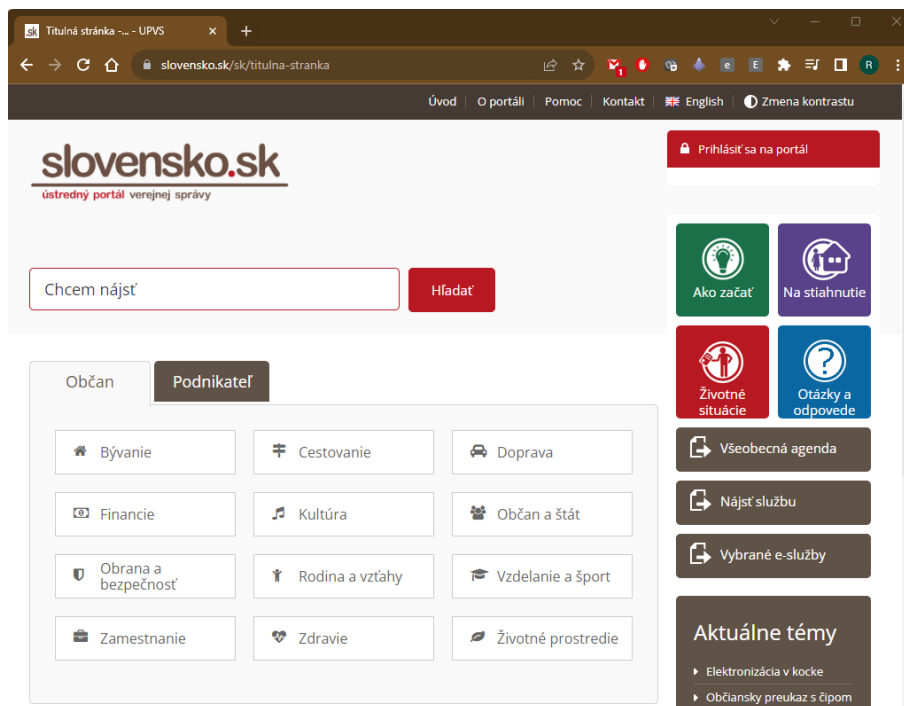 .sk Titulná stránka -... - UPVS
slovensko.sk/sk/titulna-stranka
1
e
E
R
Úvod
O portáli
Pomoc
Kontakt
English
Zmena kontrastu
slovensko.sk
ústredný portál verejnej správy
Prihlásiť sa na portál
Chcem nájsť
Hľadať
Ako začať
Na stiahnutie
Životné
situácie
Otázky a
odpovede
Občan
Podnikateľ
Bývanie
Cestovanie
Doprava
Financie
Kultúra
Občan a štát
Obrana a
bezpečnosť
Rodina a vzťahy
Vzdelanie a šport
Zamestnanie
Zdravie
Životné prostredie
Všeobecná agenda
Nájsť službu
Vybrané e-služby
Aktuálne témy
Elektronizácia v kocke
Občiansky preukaz s čipom